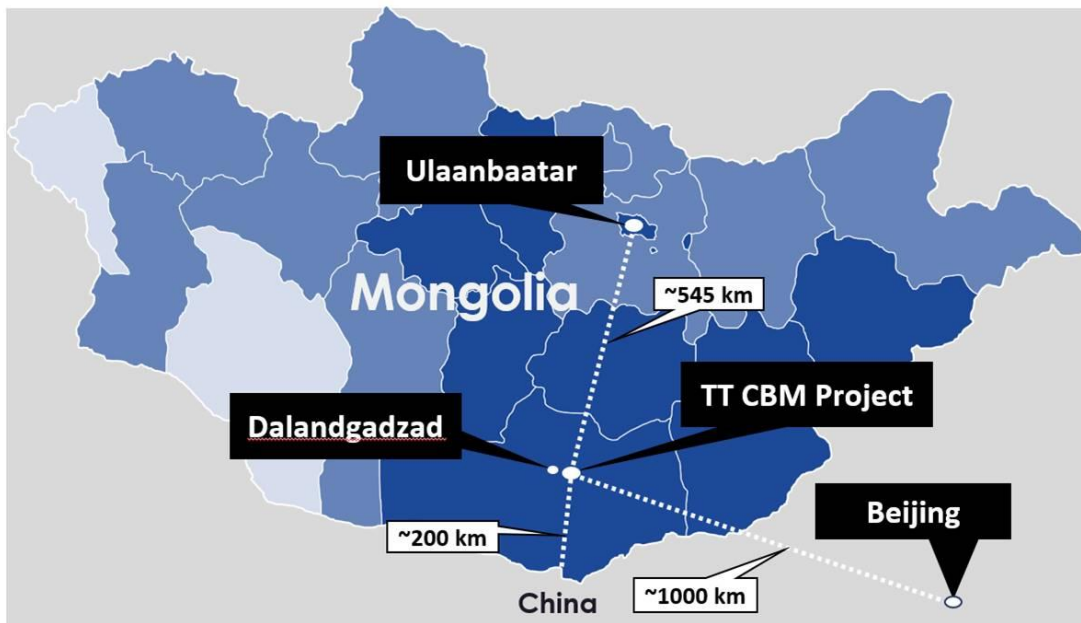 Ulaanbaatar
Mongolia
~545 km
TT CBM Project
Dalandgadzad
Beijing
~200 km
~1000 km
China